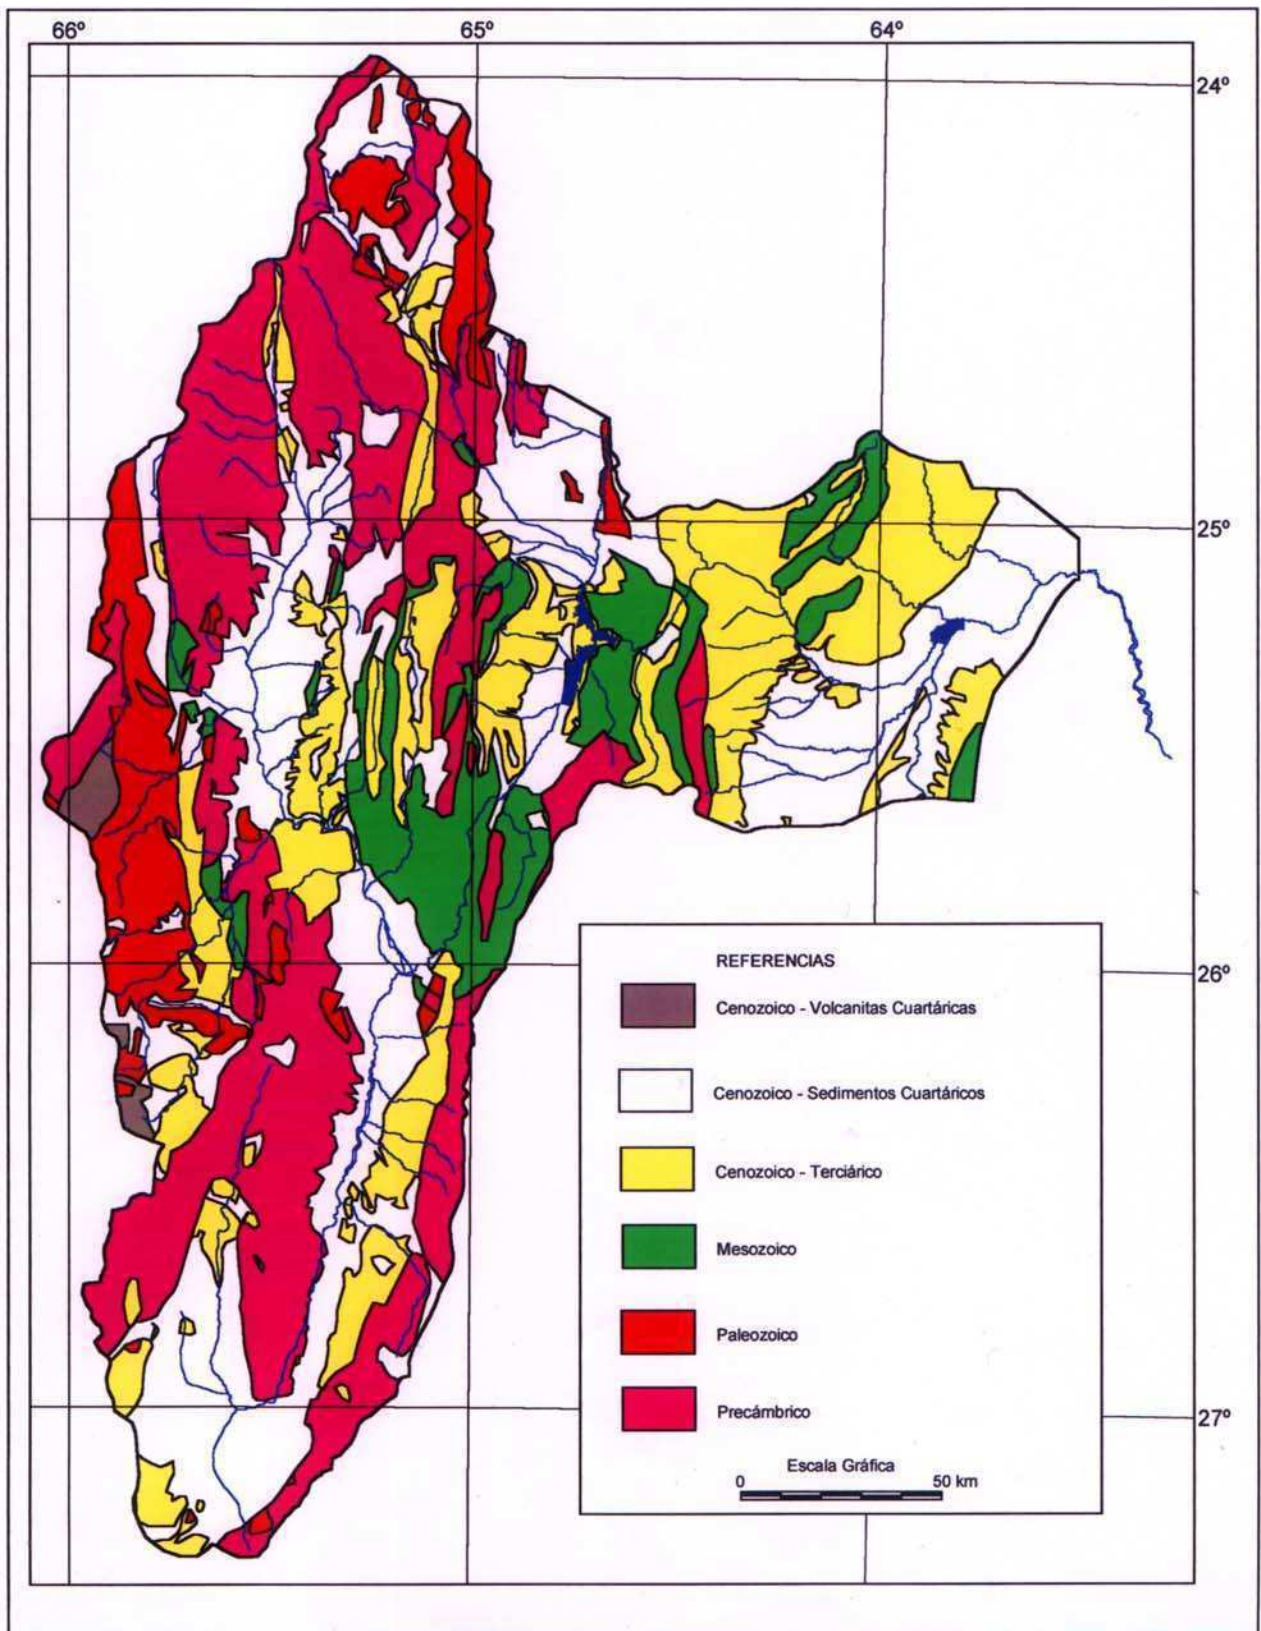 66º 65º 64º
24º
25º
26º
27º
REFERENCIAS
Cenozoico - Volcanitas Cuartáricas
Cenozoico - Sedimentos Cuartáricos
Cenozoico - Terciárico
Mesozoico
Paleozoico
Precámbrico
Escala Gráfica
0 50 km